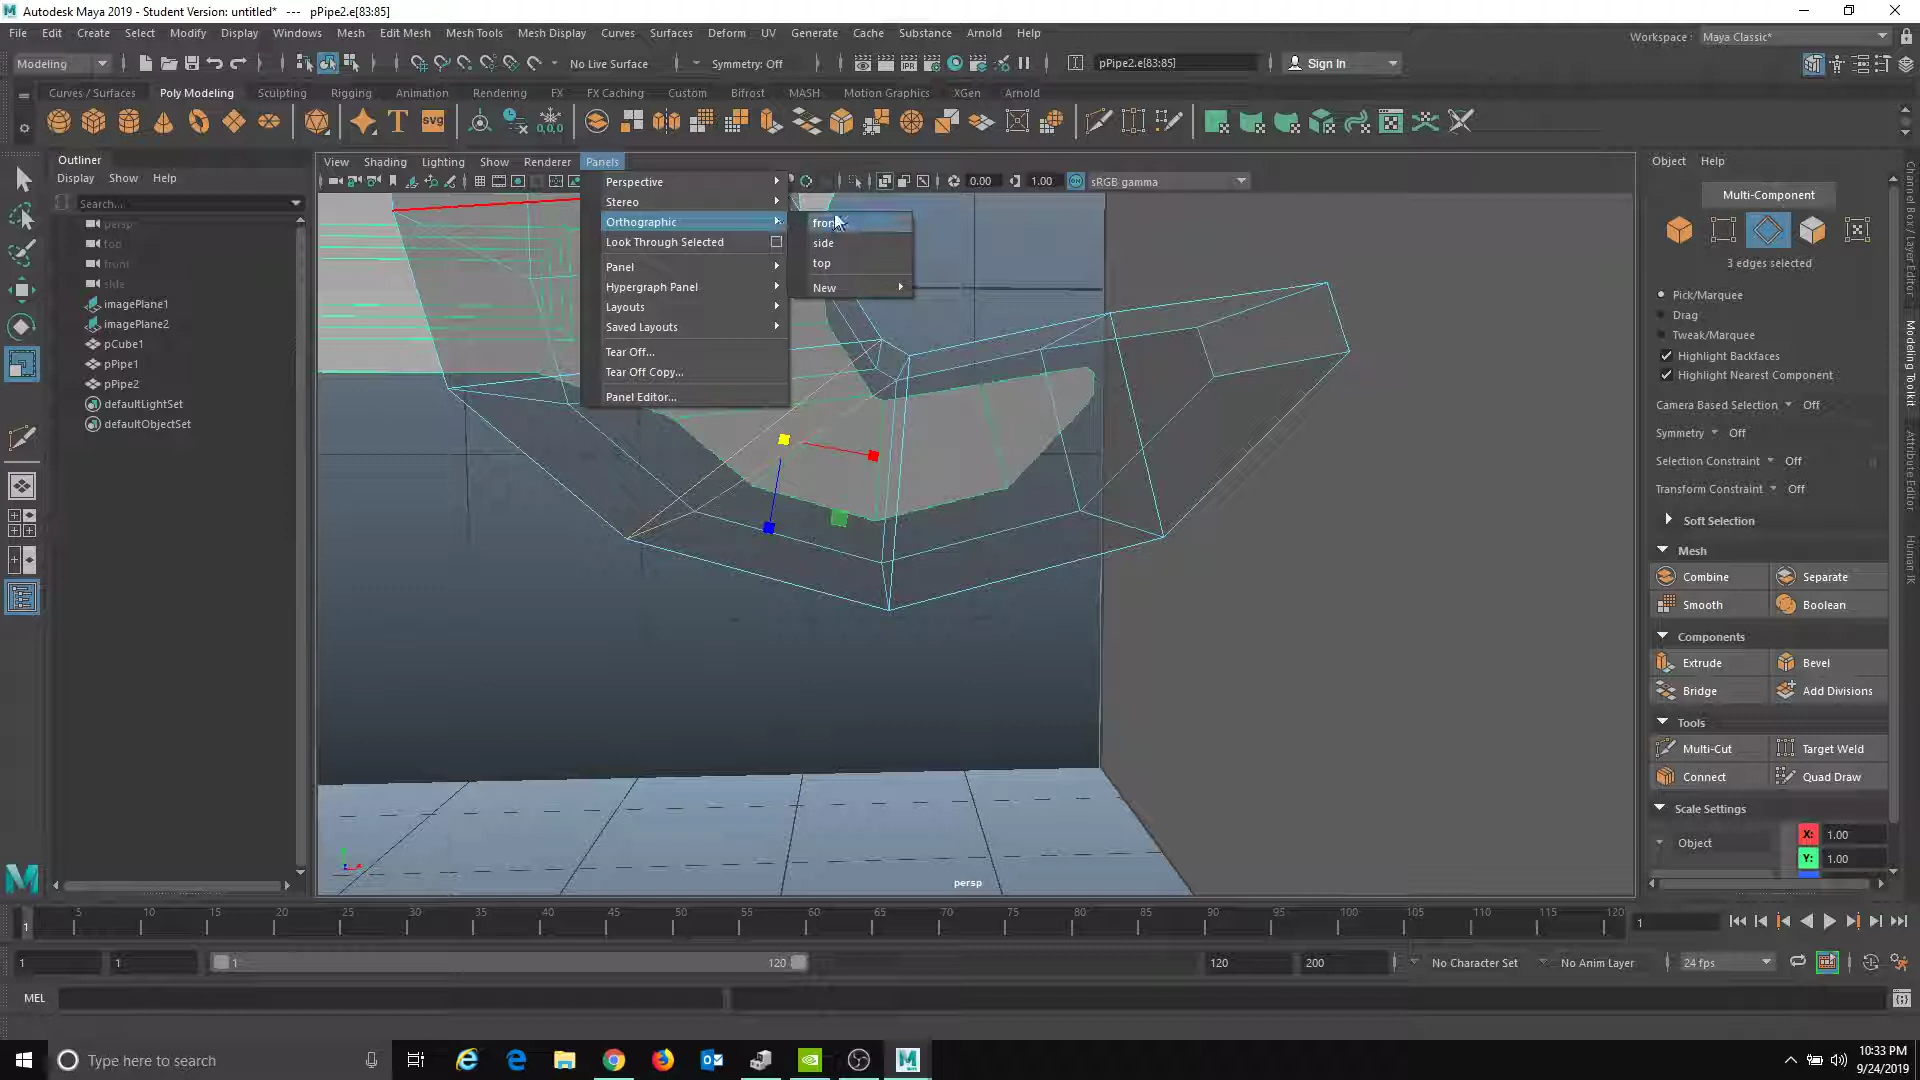 Autodesk Maya 2019 - Student Version: untitled*   ---   pPipe2.e[83:85]
File Edit Create Select Modify Display Windows Mesh Edit Mesh Mesh Tools Mesh Display Curves Surfaces Deform UV Generate Cache Substance Arnold Help
Workspace : Maya Classic*
Modeling No Live Surface Symmetry: Off pPipe2.e[83:85] Sign In
Curves / Surfaces Poly Modeling Sculpting Rigging Animation Rendering FX FX Caching Custom Bifrost MASH Motion Graphics XGen Arnold
T svg 0,0,0
Outliner
Display Show Help
Search...
persp
top
front
side
imagePlane1
imagePlane2
pCube1
pPipe1
pPipe2
defaultLightSet
defaultObjectSet
View Shading Lighting Show Renderer Panels
0.00 1.00 sRGB gamma
Perspective
Stereo
Orthographic
Look Through Selected
Panel
Hypergraph Panel
Layouts
Saved Layouts
Tear Off...
Tear Off Copy...
Panel Editor...
front
side
top
New
persp
Object Help
Multi-Component
3 edges selected
Pick/Marquee
Drag
Tweak/Marquee
Highlight Backfaces
Highlight Nearest Component
Camera Based Selection Off
Symmetry Off
Selection Constraint Off
Transform Constraint Off
Soft Selection
Mesh
Combine Separate
Smooth Boolean
Components
Extrude Bevel
Bridge Add Divisions
Tools
Multi-Cut Target Weld
Connect Quad Draw
Scale Settings
Object X: 1.00
Y: 1.00
Channel Box / Layer Editor
Modeling Toolkit
Attribute Editor
Human IK
5 10 15 20 25 30 35 40 45 50 55 60 65 70 75 80 85 90 95 100 105 110 115 120
1 1
1 1 1 120 120 200 No Character Set No Anim Layer 24 fps
MEL
Type here to search
10:33 PM
9/24/2019